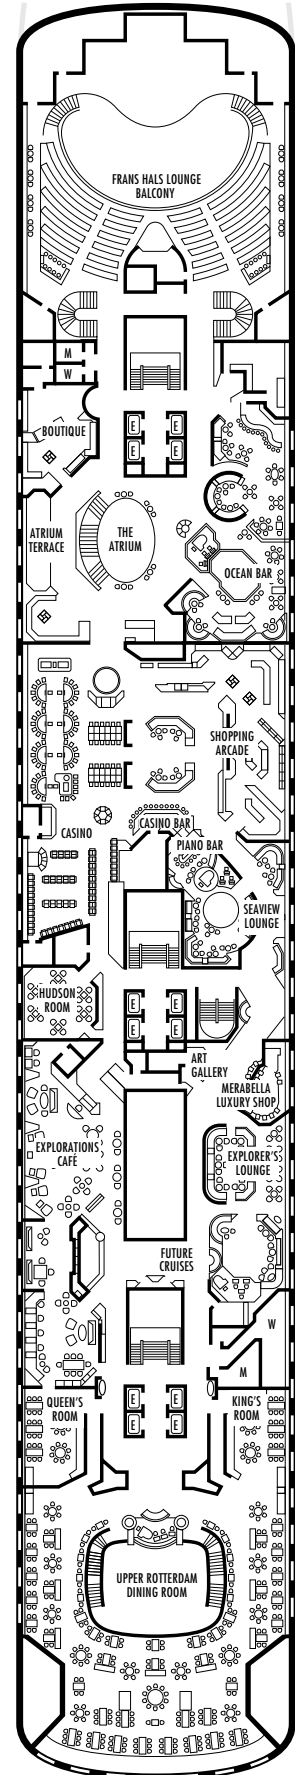 FRANS HALS LOUNGE
BALCONY
M
W
BOUTIQUE
E
E
E
E
ATRIUM
TERRACE
THE
ATRIUM
OCEAN BAR
SHOPPING
ARCADE
CASINO
CASINO BAR
PIANO BAR
SEAVIEW
LOUNGE
HUDSON
ROOM
E
E
E
E
ART
GALLERY
MERABELLA
LUXURY SHOP
EXPLORATIONS
CAFÉ
EXPLORER'S
LOUNGE
FUTURE
CRUISES
W
M
QUEEN'S
ROOM
E
E
E
E
KING'S
ROOM
UPPER ROTTERDAM
DINING ROOM